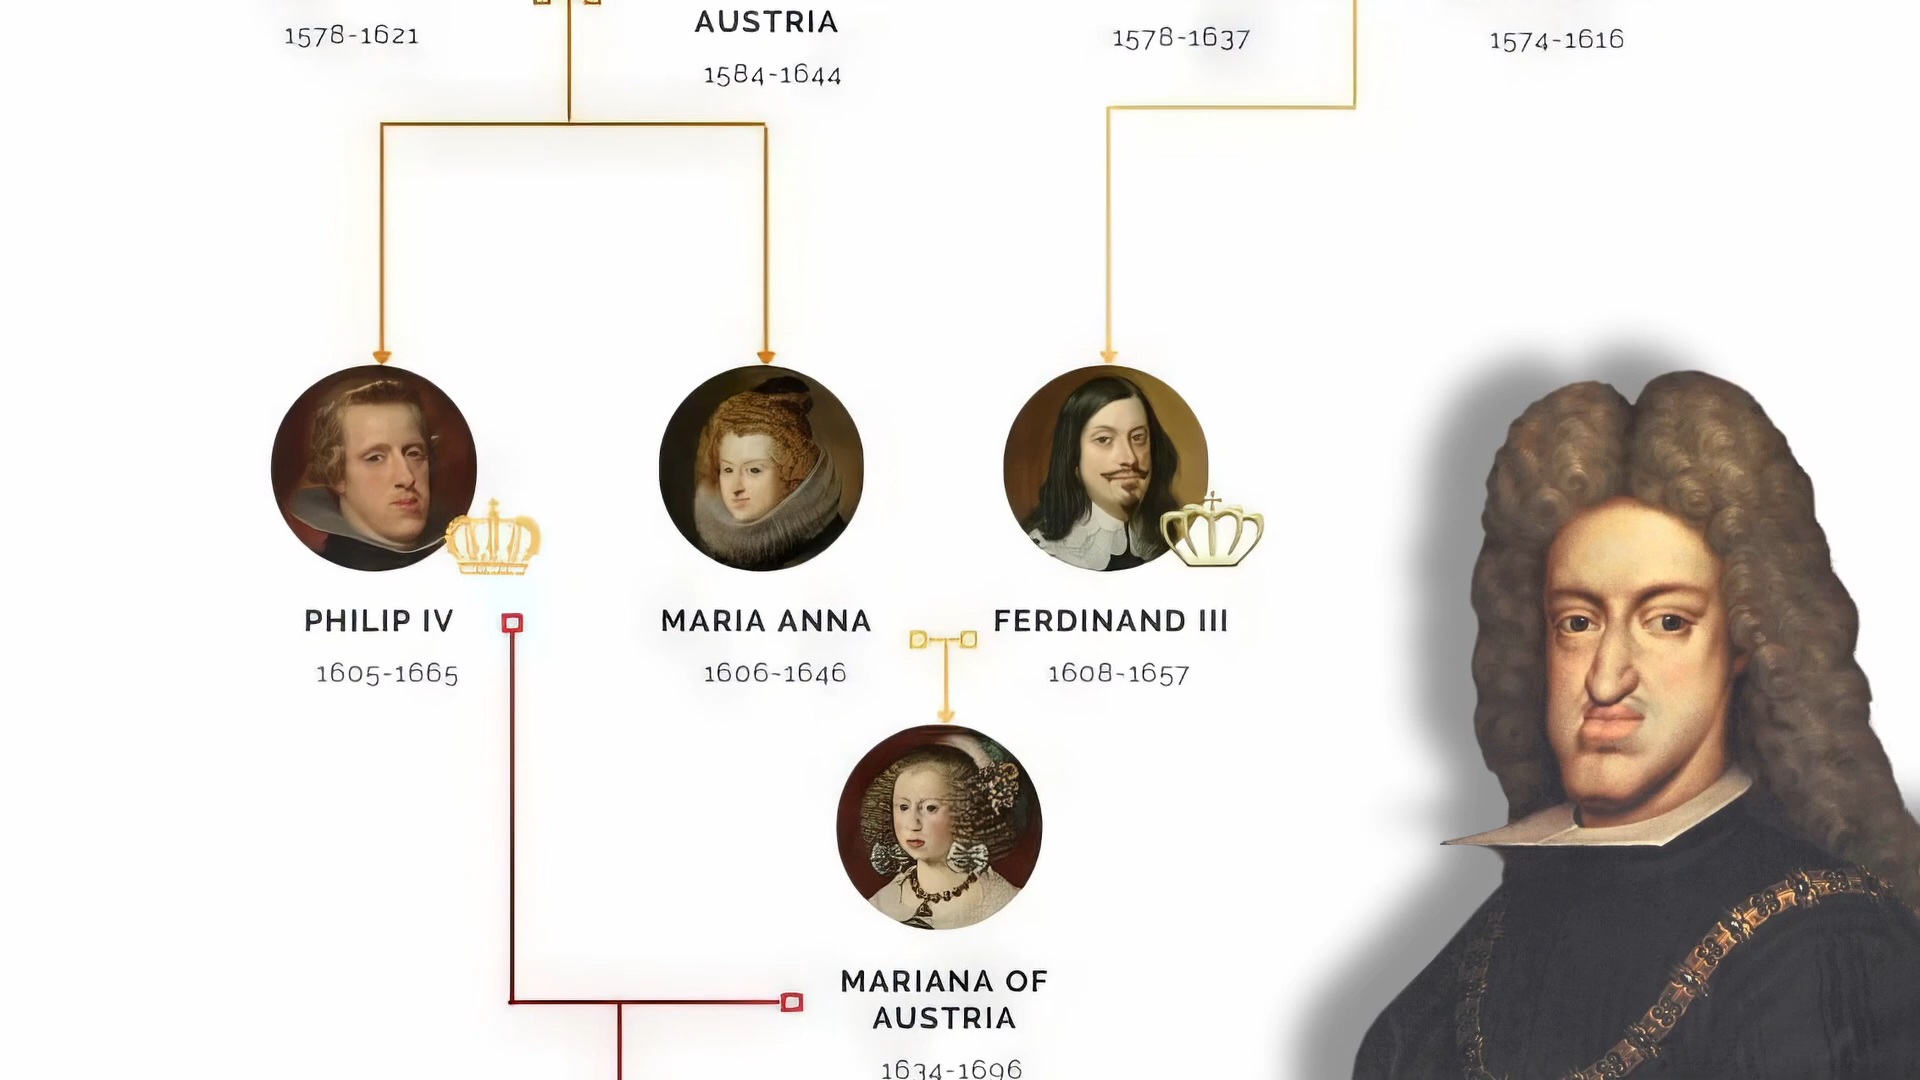 1578-1621
AUSTRIA
1584-1644
1578-1637
1574-1616
PHILIP IV
1605-1665
MARIA ANNA
1606-1646
FERDINAND III
1608-1657
MARIANA OF
AUSTRIA
1634-1696